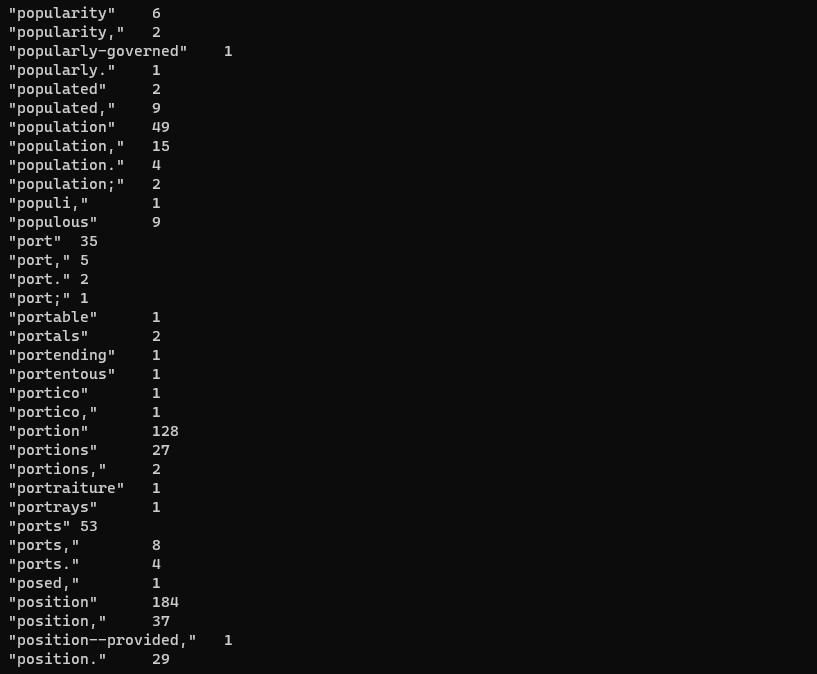 "popularity"	6
"popularity,"	2
"popularly-governed"	1
"popularly."	1
"populated"	2
"populated,"	9
"population"	49
"population,"	15
"population."	4
"population;"	2
"populi,"	1
"populous"	9
"port"	35
"port,"	5
"port."	2
"port;"	1
"portable"	1
"portals"	2
"portending"	1
"portentous"	1
"portico"	1
"portico,"	1
"portion"	128
"portions"	27
"portions,"	2
"portraiture"	1
"portrays"	1
"ports"	53
"ports,"	8
"ports."	4
"posed,"	1
"position"	184
"position,"	37
"position--provided,"	1
"position."	29